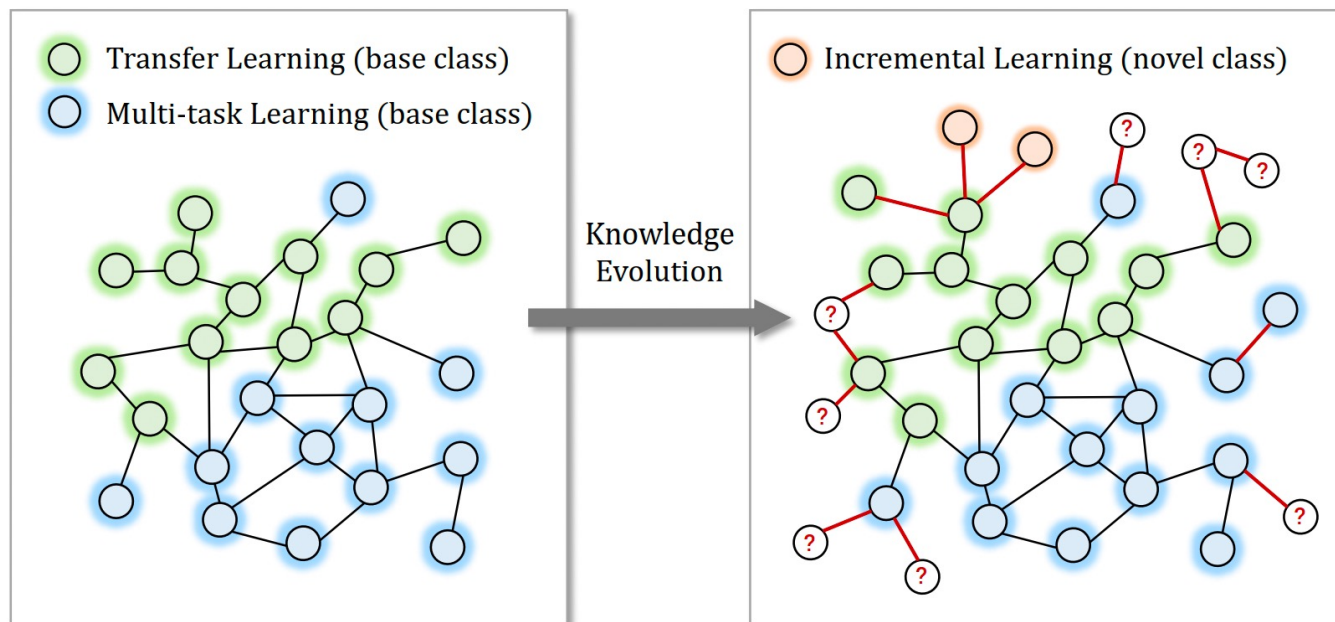 Transfer Learning (base class)
Multi-task Learning (base class)
Knowledge
Evolution
Incremental Learning (novel class)
?
?
?
?
?
?
?
?